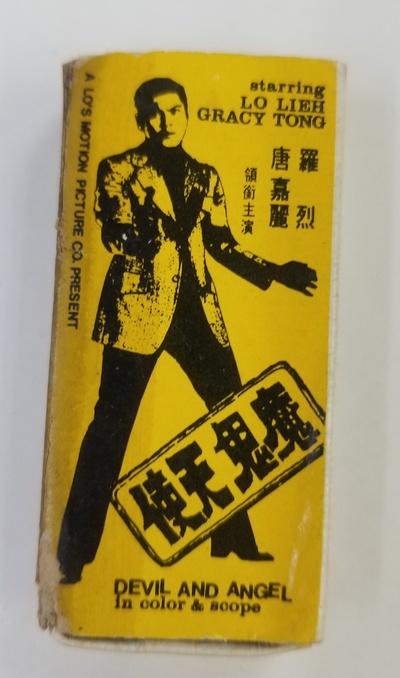 A LO'S MOTION PICTURE CO. PRESENT
starring
LO LIEH
GRACY TONG
羅烈
唐嘉麗
領銜主演
魔鬼天使
DEVIL AND ANGEL
in color & scope